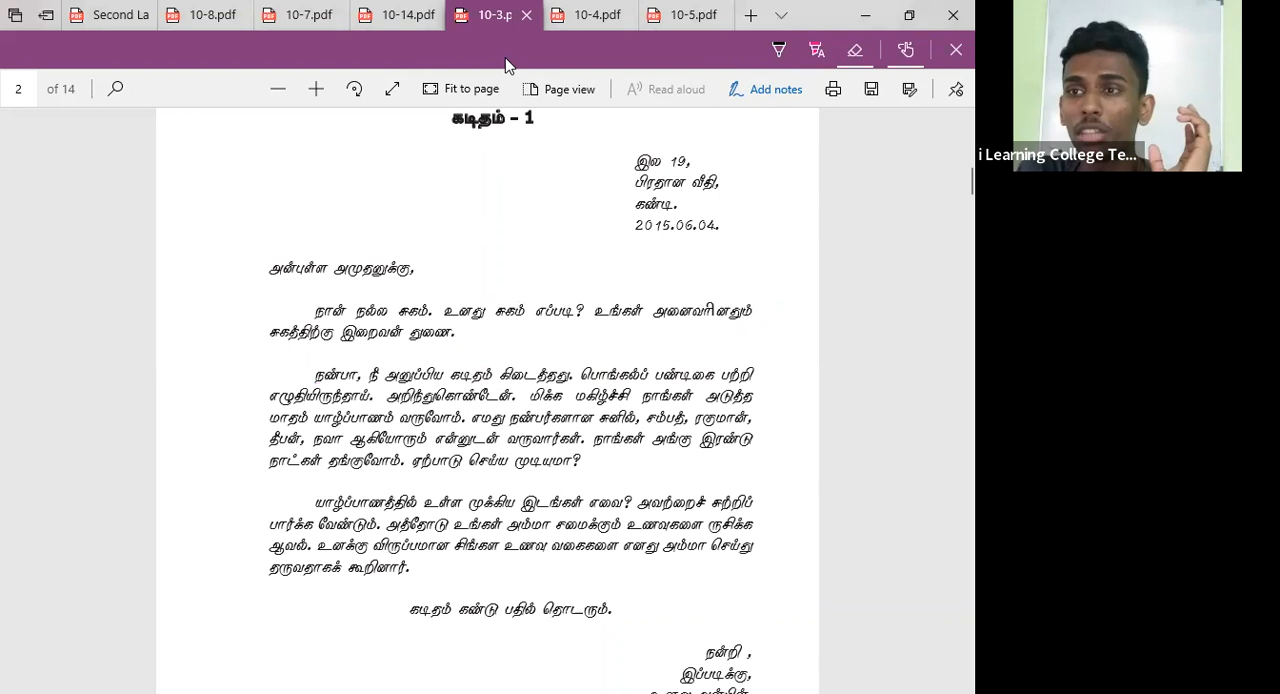 Second La
10-8.pdf
10-7.pdf
10-14.pdf
10-3.p
10-4.pdf
10-5.pdf
2 of 14
Fit to page
Page view
Read aloud
Add notes
i Learning College Te...
கடிதம் - 1
இல 19,
பிரதான வீதி,
கண்டி.
2015.06.04.
அன்புள்ள அமுதனுக்கு,
நான் நல்ல சுகம். உனது சுகம் எப்படி? உங்கள் அனைவரினதும்
சுகத்திற்கு இறைவன் துணை.
நண்பா, நீ அனுப்பிய கடிதம் கிடைத்தது. பொங்கல்ப் பண்டிகை பற்றி
எழுதியிருந்தாய். அறிந்துகொண்டேன். மிக்க மகிழ்ச்சி நாங்கள் அடுத்த
மாதம் யாழ்ப்பாணம் வருவோம். எமது நண்பர்களான சுனில், சம்பத், ரகுமான்,
தீபன், நவா ஆகியோரும் என்னுடன் வருவார்கள். நாங்கள் அங்கு இரண்டு
நாட்கள் தங்குவோம். ஏற்பாடு செய்ய முடியுமா?
யாழ்ப்பாணத்தில் உள்ள முக்கிய இடங்கள் எவை? அவற்றைச் சுற்றிப்
பார்க்க வேண்டும். அத்தோடு உங்கள் அம்மா சமைக்கும் உணவுகளை ருசிக்க
ஆவல். உனக்கு விருப்பமான சிங்கள உணவு வகைகளை எனது அம்மா செய்து
தருவதாகக் கூறினார்.
கடிதம் கண்டு பதில் தொடரும்.
நன்றி ,
இப்படிக்கு,